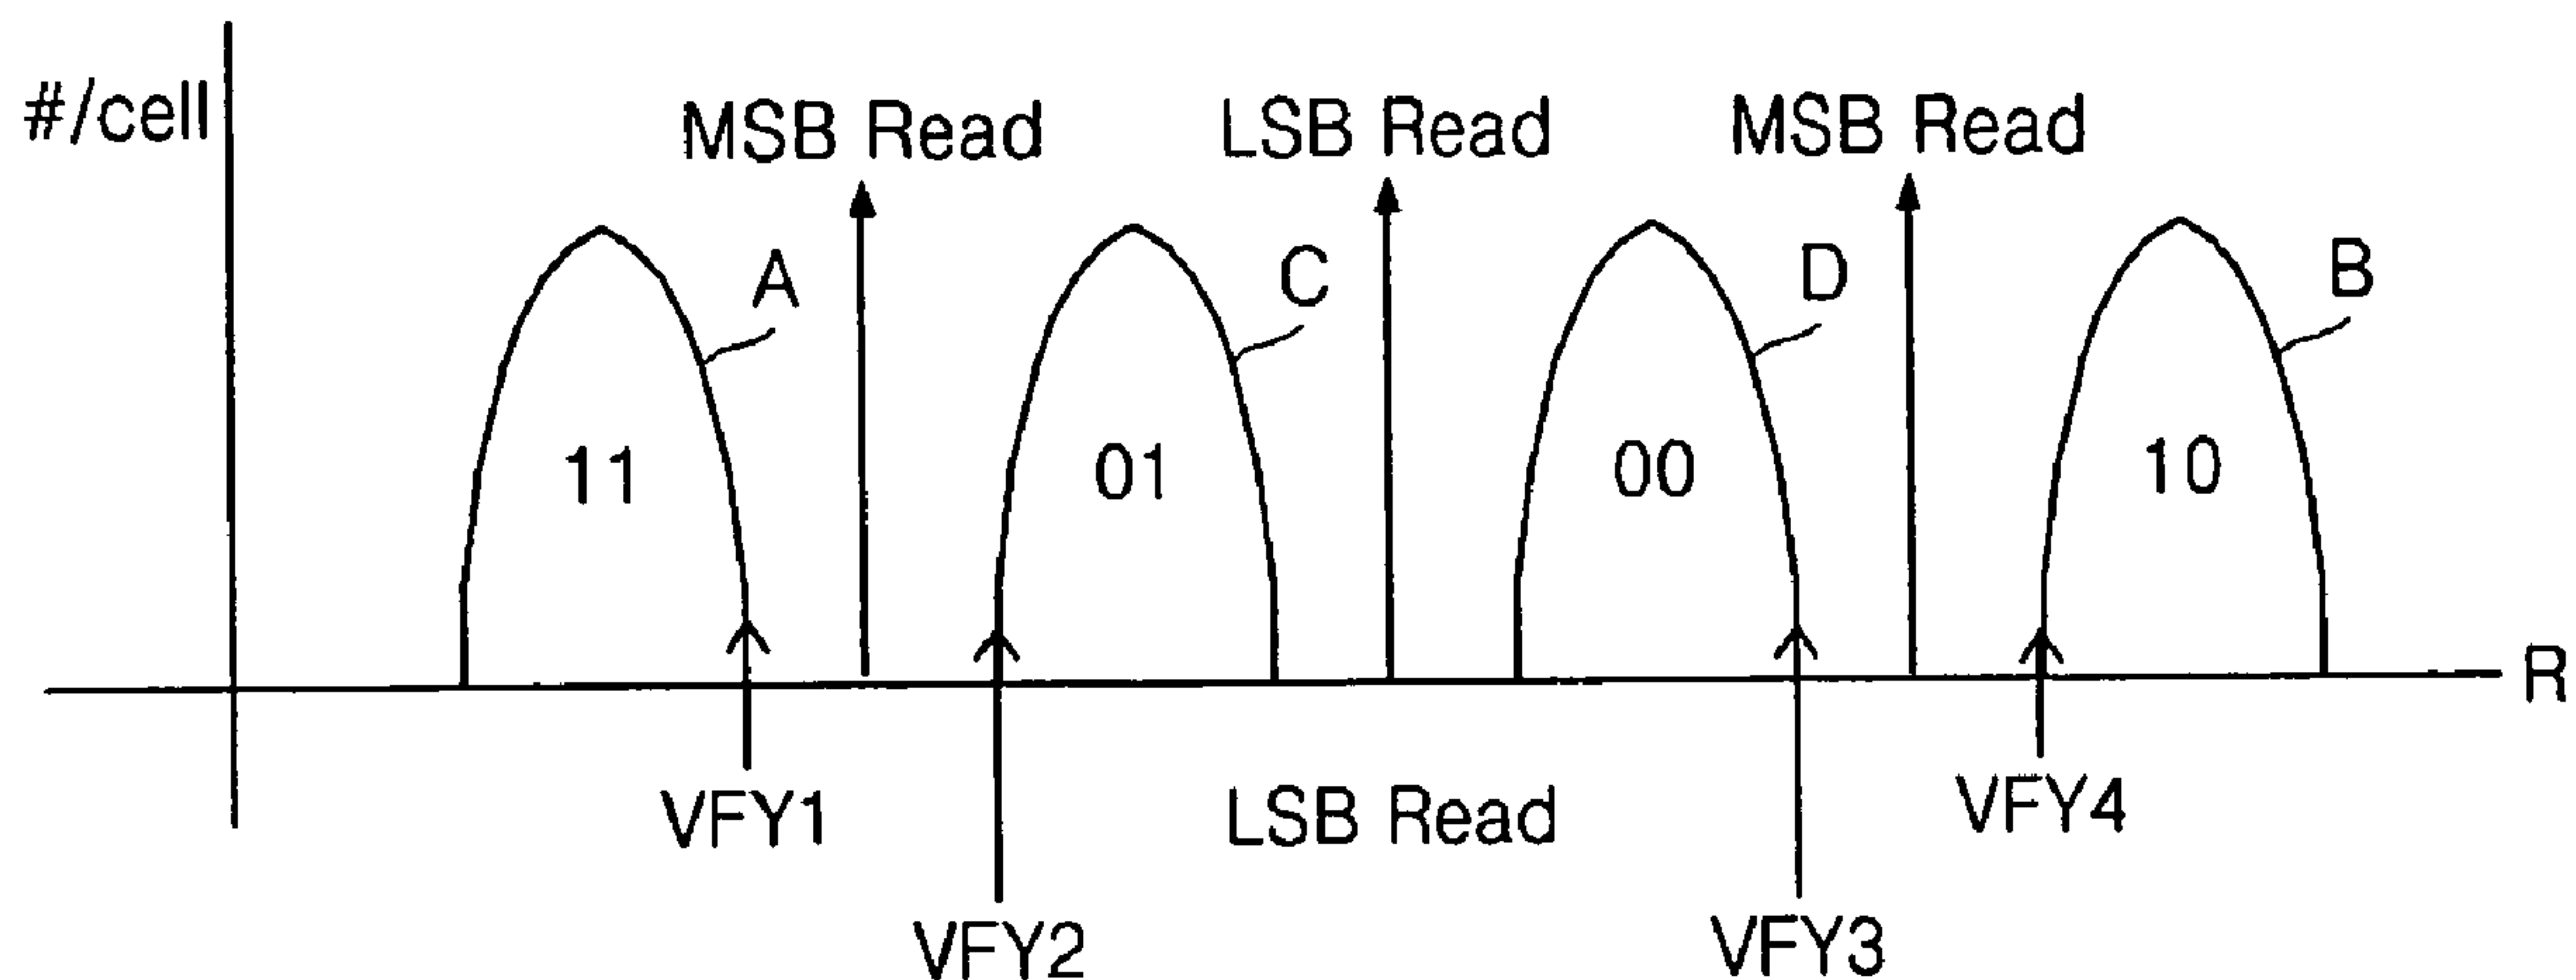 #/cell
MSB Read
LSB Read
MSB Read
A
C
D
B
11
01
00
10
R
VFY1
LSB Read
VFY4
VFY2
VFY3